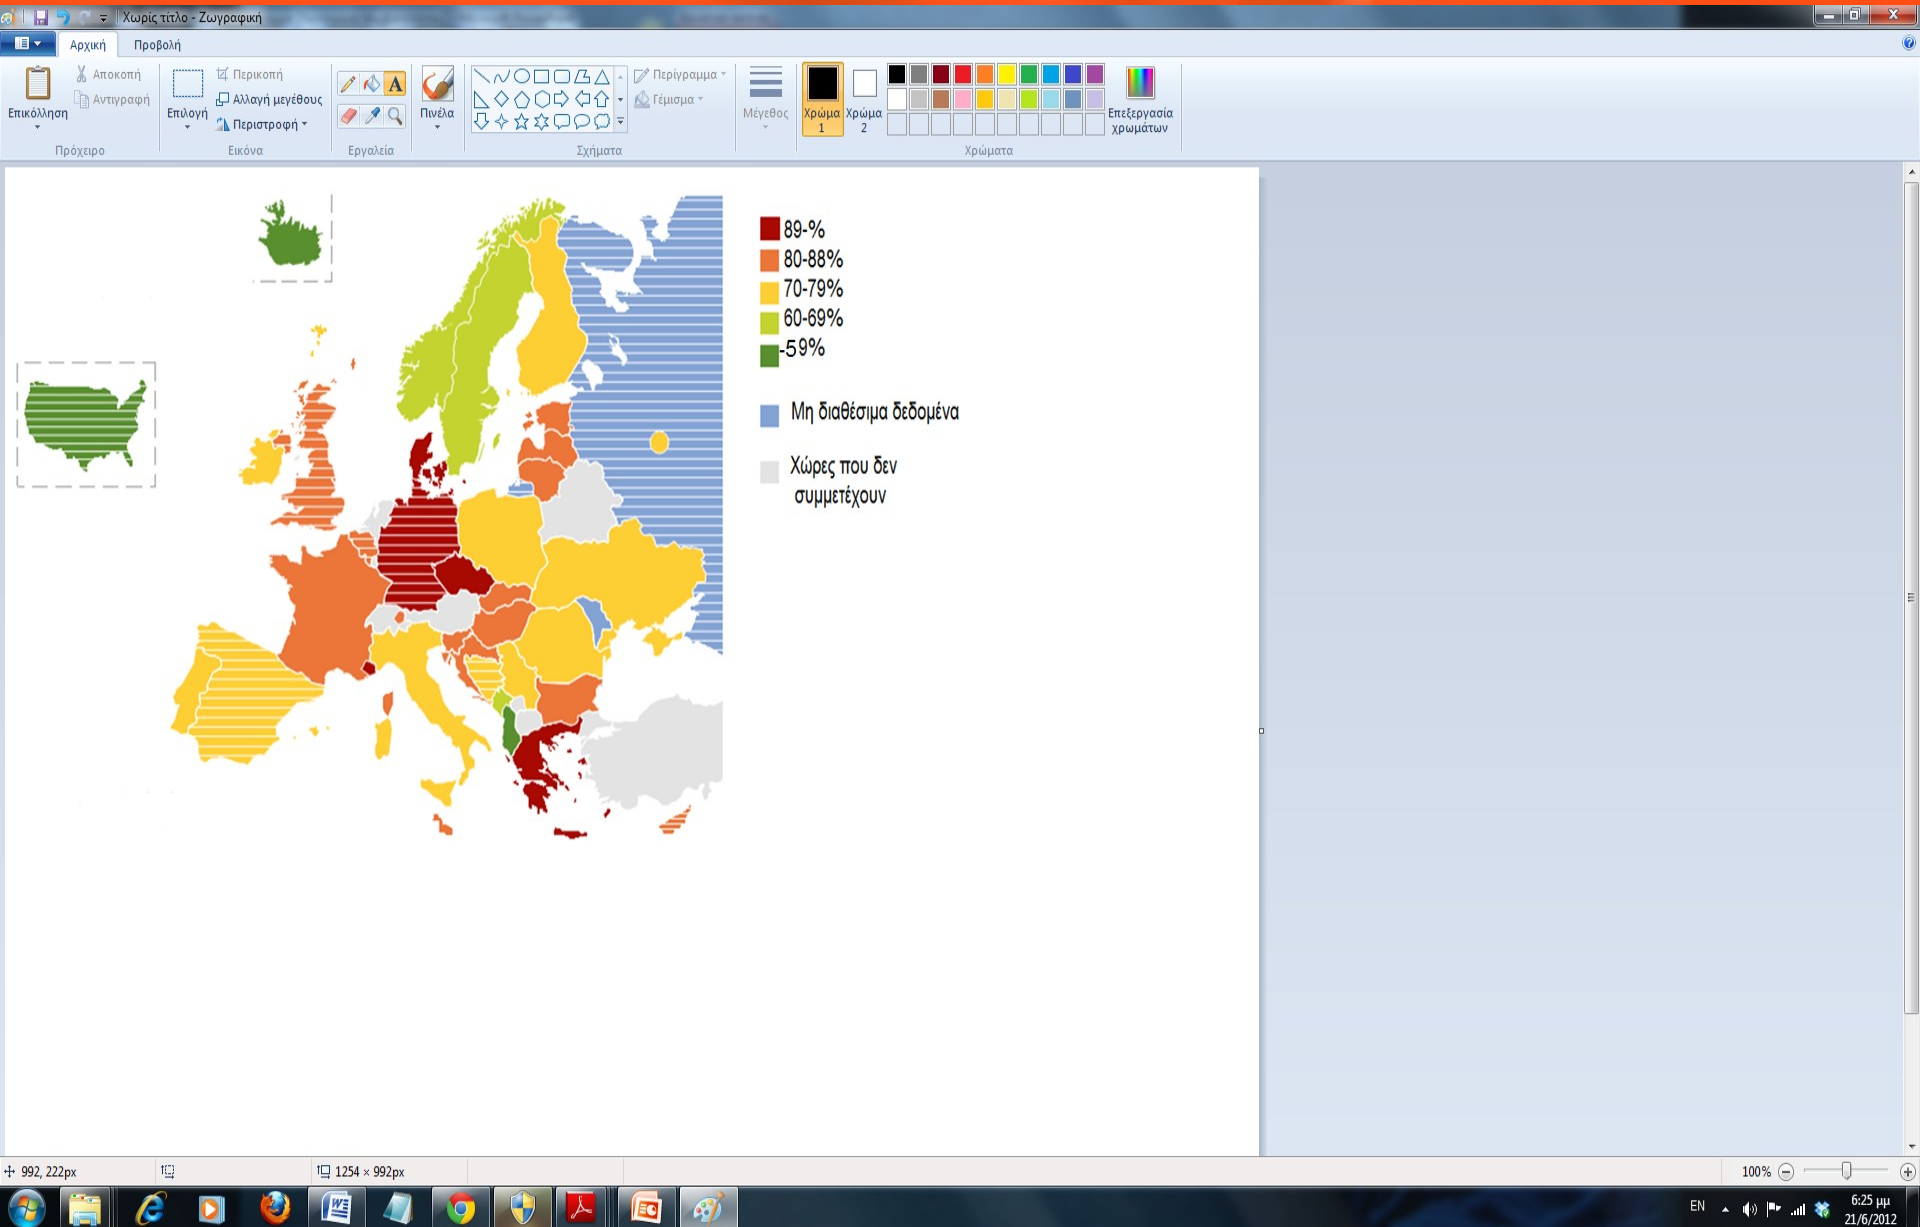 Χωρίς τίτλο - Ζωγραφική
Αρχική Προβολή
Επικόλληση
Αποκοπή
Αντιγραφή
Πρόχειρο
Επιλογή
Περικοπή
Αλλαγή μεγέθους
Περιστροφή
Εικόνα
A
Εργαλεία
Πινέλα
Περίγραμμα
Γέμισμα
Σχήματα
Μέγεθος
Χρώμα
1
Χρώμα
2
Χρώματα
Επεξεργασία
χρωμάτων
89-%
80-88%
70-79%
60-69%
-59%
Μη διαθέσιμα δεδομένα
Χώρες που δεν
συμμετέχουν
992, 222px
1254 × 992px
100%
EN
6:25 μμ
21/6/2012